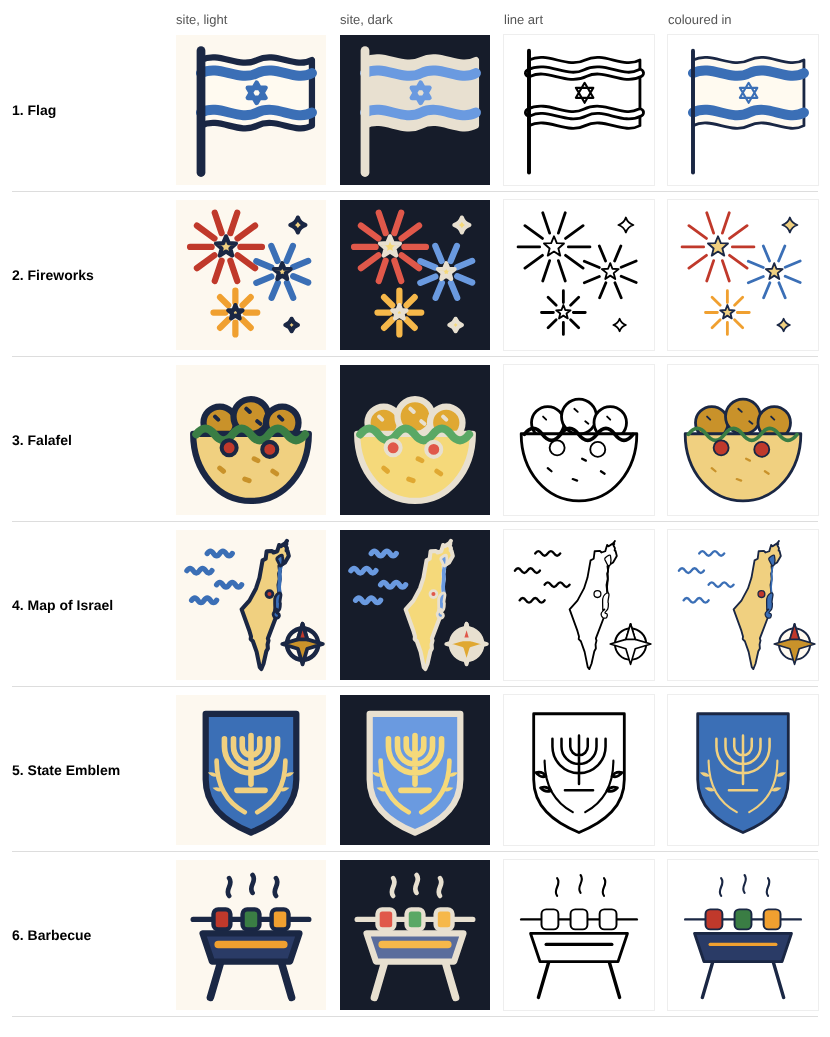 site, light
site, dark
line art
coloured in
1. Flag
2. Fireworks
3. Falafel
4. Map of Israel
5. State Emblem
6. Barbecue